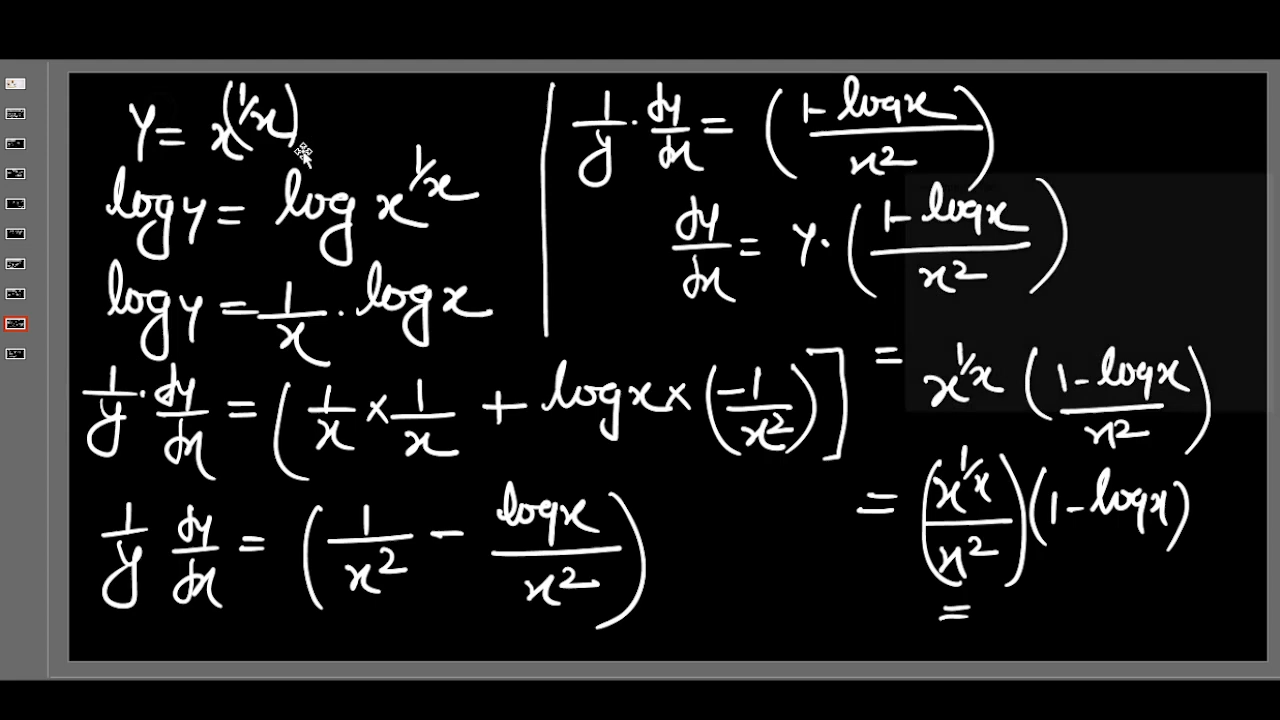 y = x^(1/x)
log y = log x^1/x
log y = 1/x · log x
1/y · dy/dx = (1/x × 1/x + log x × (-1/x²)]
1/y dy/dx = (1/x² - log x/x²)
1/y · dy/dx = (1 - log x/x²)
dy/dx = y · (1 - log x/x²)
= x^1/x (1 - log x/x²)
= (x^1/x/x²)(1 - log x)
=